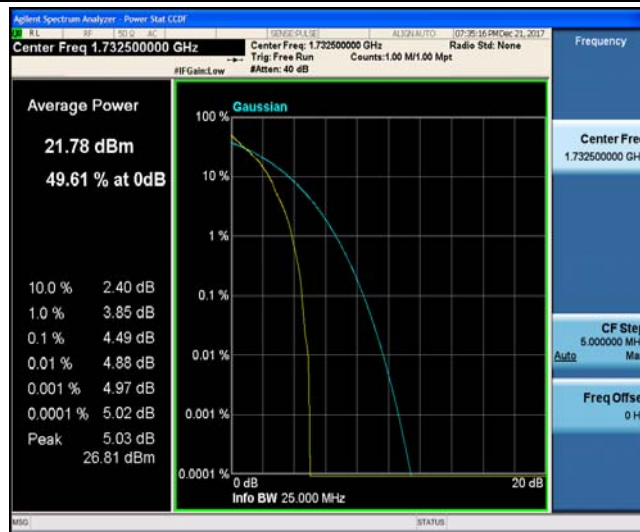 Agilent Spectrum Analyzer - Power Stat CCDF
RL RF 50 Ω AC SENSE:PULSE ALIGN AUTO 07:35:16 PM Dec 21, 2017
Center Freq 1.732500000 GHz
Center Freq: 1.732500000 GHz Radio Std: None
Trig: Free Run Counts:1.00 M/1.00 Mpt
#IFGain:Low #Atten: 40 dB
Frequency
Average Power
21.78 dBm
49.61 % at 0dB
10.0 % 2.40 dB
1.0 % 3.85 dB
0.1 % 4.49 dB
0.01 % 4.88 dB
0.001 % 4.97 dB
0.0001 % 5.02 dB
Peak 5.03 dB
26.81 dBm
Gaussian
100 %
10 %
1 %
0.1 %
0.01 %
0.001 %
0.0001 %
0 dB 20 dB
Info BW 25.000 MHz
Center Fre
1.732500000 GH
CF Step
5.000000 MH
Auto Ma
Freq Offse
0 H
MSG STATUS